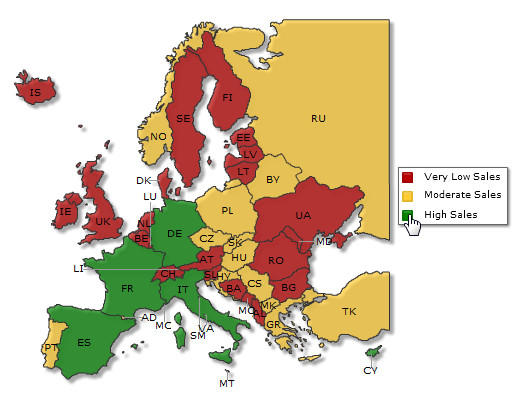 IS
FI
SE
RU
NO
EE
LV
LT
DK
BY
LU
IE
UK
NL
BE
PL
UA
DE
CZ
SK
MD
AT
HU
RO
LI
CH
SL
HY
CS
BG
FR
IT
BA
MO
MK
AL
TK
AD
MC
VA
SM
GR
PT
ES
MT
CY
Very Low Sales
Moderate Sales
High Sales